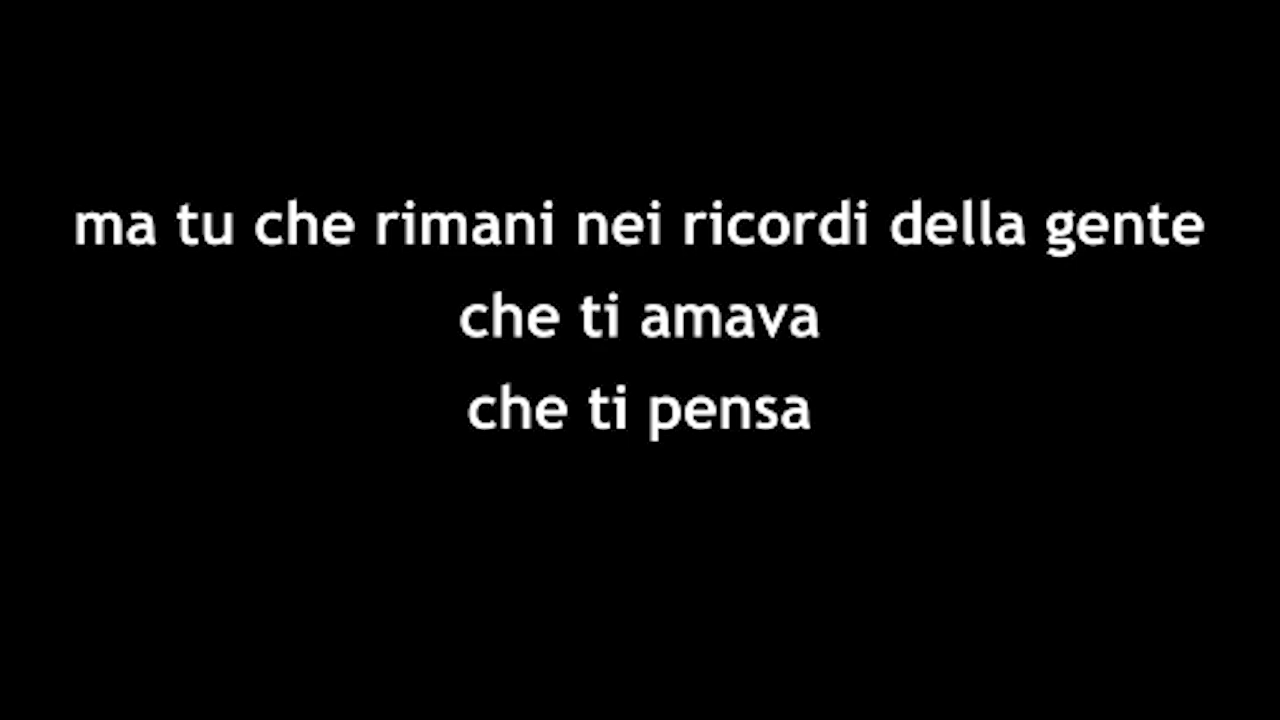 ma tu che rimani nei ricordi della gente
che ti amava
che ti pensa